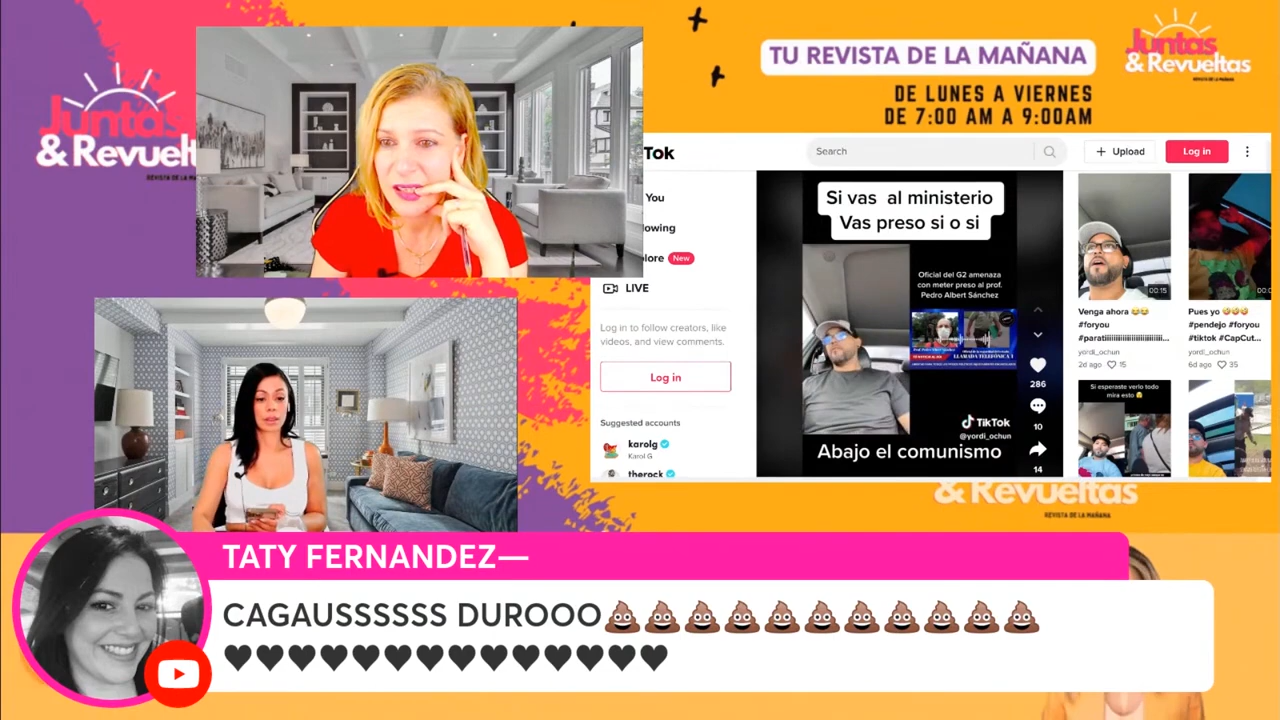 Juntas
& Revueltas
REVISTA DE LA MA
TU REVISTA DE LA MAÑANA
DE LUNES A VIERNES
DE 7:00 AM A 9:00AM
Juntas
& Revueltas
REVISTA DE LA MAÑANA
Tok
Search
+ Upload
Log in
You
owing
lore New
LIVE
Log in to follow creators, like
videos, and view comments.
Log in
Suggested accounts
karolg
Karol G
therock
Si vas al ministerio
Vas preso si o si
Oficial del G2 amenaza
con meter preso al prof.
Pedro Albert Sánchez
LLAMADA TELEFÓNICA
286
10
14
TikTok
@yordi_ochun
Abajo el comunismo
00:15
Venga ahora 😂😂
#foryou
#paratiiiiiiiiiiiiiiiiiiiiiiiiiii...
yordi_ochun
2d ago ♡ 15
00:0
Pues yo 🤣🤣🤣
#pendejo #foryou
#tiktok #CapCut...
yordi_ochun
6d ago ♡ 35
Si esperaste verlo todo
mira esto
& Revueltas
REVISTA DE LA MAÑANA
TATY FERNANDEZ—
CAGAUSSSSSS DUROOO💩💩💩💩💩💩💩💩💩💩💩
♥♥♥♥♥♥♥♥♥♥♥♥♥♥